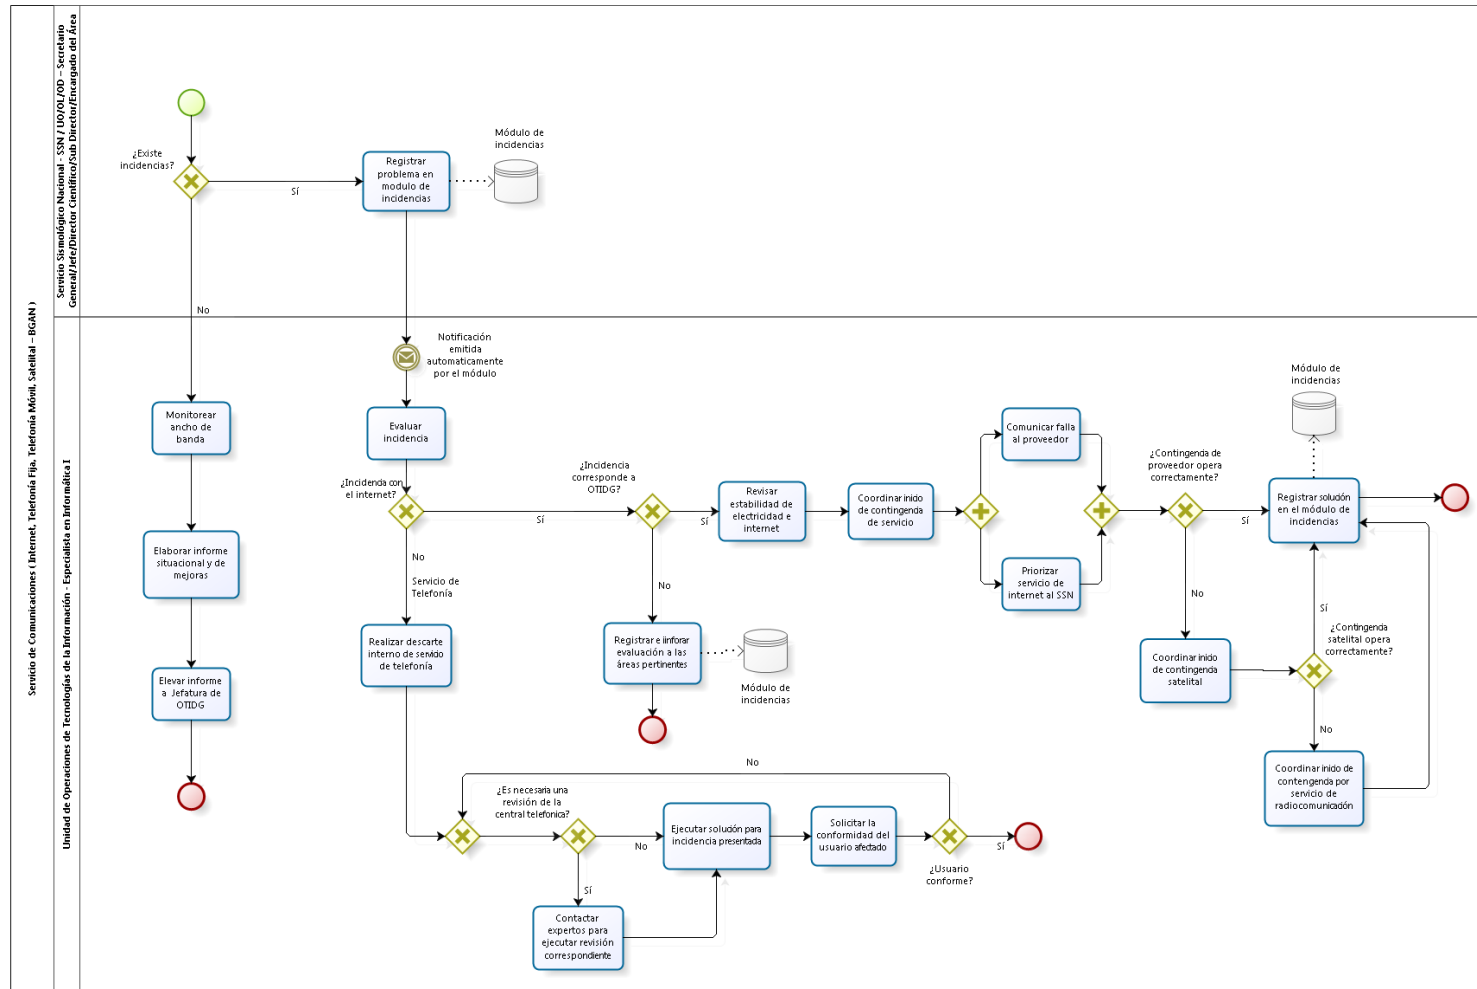 Servicio de Comunicaciones ( Internet, Telefonía Fija, Telefonía Móvil, Satelital – BGAN )
Servicio Sismológico Nacional - SSN / UO/OL/OD – Secretario
General/Jefe/Director Científico/Sub Director/Encargado del Área
¿Existe
incidencias?
Sí
No
Registrar
problema en
modulo de
incidencias
Módulo de
incidencias
Unidad de Operaciones de Tecnologías de la Información - Especialista en Informática I
Monitorear
ancho de
banda
Elaborar informe
situacional y de
mejoras
Elevar informe
a Jefatura de
OTIDG
Notificación
emitida
automaticamente
por el módulo
Evaluar
incidencia
¿Incidencia con
el internet?
Sí
No
Servicio de
Telefonía
Realizar descarte
interno de servicio
de telefonía
¿Incidencia
corresponde a
OTIDG?
Sí
No
Registrar e iinforar
evaluación a las
áreas pertinentes
Módulo de
incidencias
Revisar
estabilidad de
electricidad e
internet
Coordinar inicio
de contingencia
de servicio
Comunicar falla
al proveedor
Priorizar
servicio de
internet al SSN
¿Contingencia de
proveedor opera
correctamente?
Sí
No
Módulo de
incidencias
Registrar solución
en el módulo de
incidencias
Coordinar inicio
de contingencia
satelital
Sí
¿Contingencia
satelital opera
correctamente?
No
Coordinar inicio de
contengencia por
servicio de
radiocomunicación
No
¿Es necesaria una
revisión de la
central telefonica?
No
Sí
Contactar
expertos para
ejecutar revisión
correspondiente
Ejecutar solución para
incidencia presentada
Solicitar la
conformidad del
usuario afectado
Sí
¿Usuario
conforme?